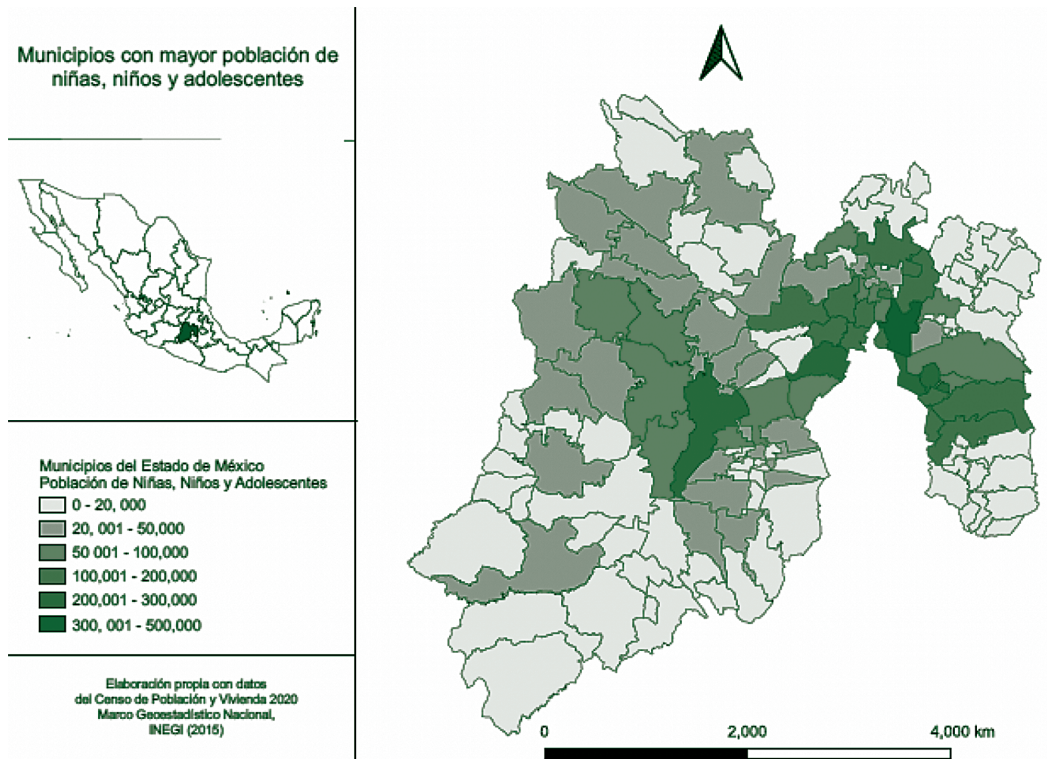 Municipios con mayor población de
niñas, niños y adolescentes
Municipios del Estado de México
Población de Niñas, Niños y Adolescentes
0 - 20, 000
20, 001 - 50,000
50 001 - 100,000
100,001 - 200,000
200,001 - 300,000
300, 001 - 500,000
Elaboración propia con datos
del Censo de Población y Vivienda 2020
Marco Geoestadístico Nacional,
INEGI (2015)
0 2,000 4,000 km